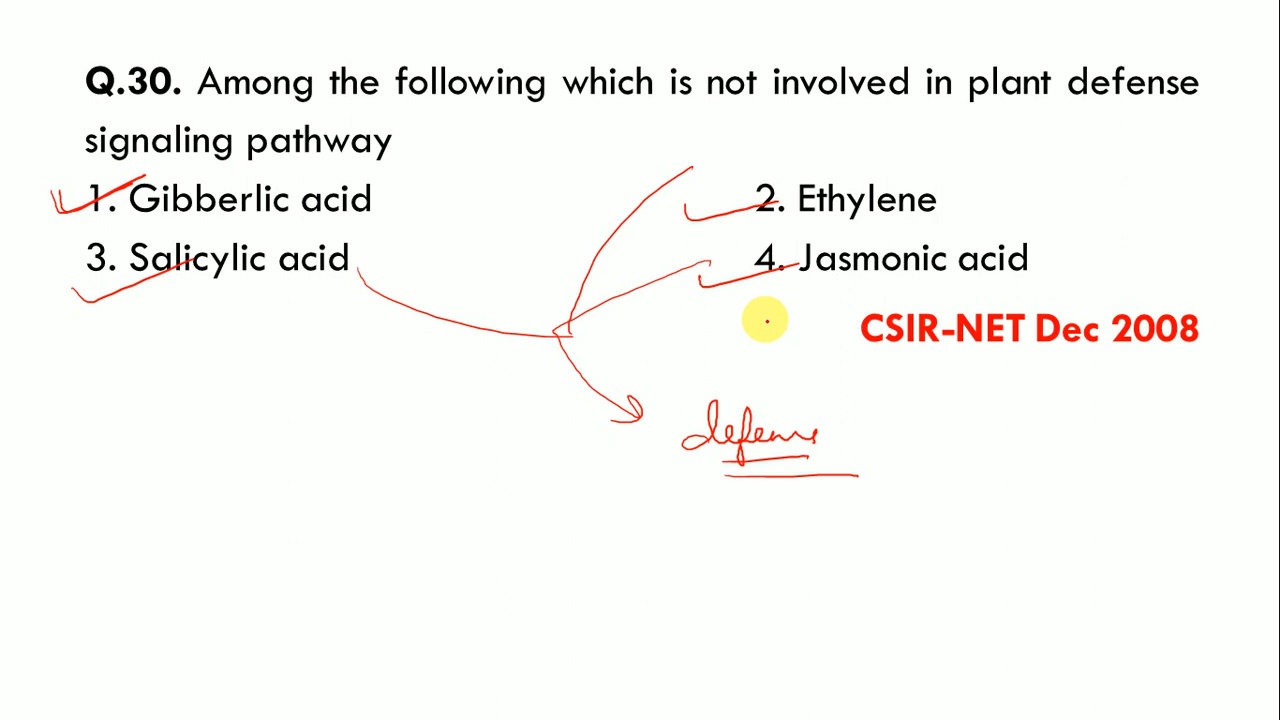 Q.30. Among the following which is not involved in plant defense
signaling pathway
1. Gibberlic acid 2. Ethylene
3. Salicylic acid 4. Jasmonic acid
CSIR-NET Dec 2008
defense